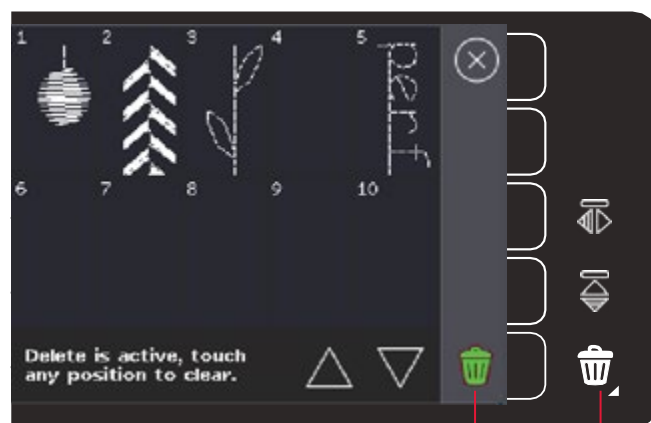 1 2 3 4 5
perf
6 7 8 9 10
Delete is active, touch
any position to clear.